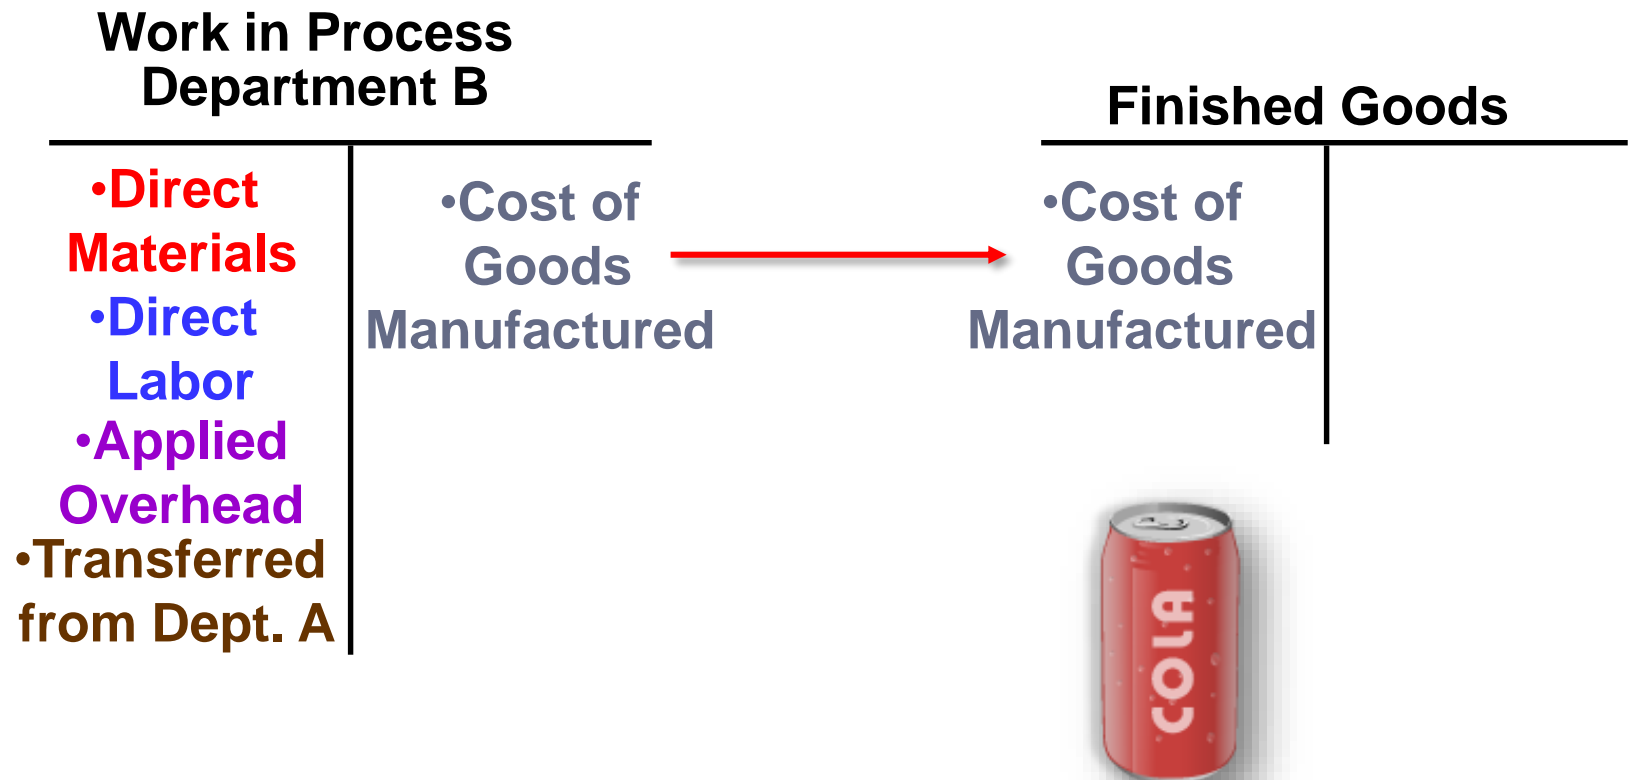 Work in Process
Department B
•Direct
Materials
•Direct
Labor
•Applied
Overhead
•Transferred
from Dept. A
•Cost of
Goods
Manufactured
Finished Goods
•Cost of
Goods
Manufactured
COLA